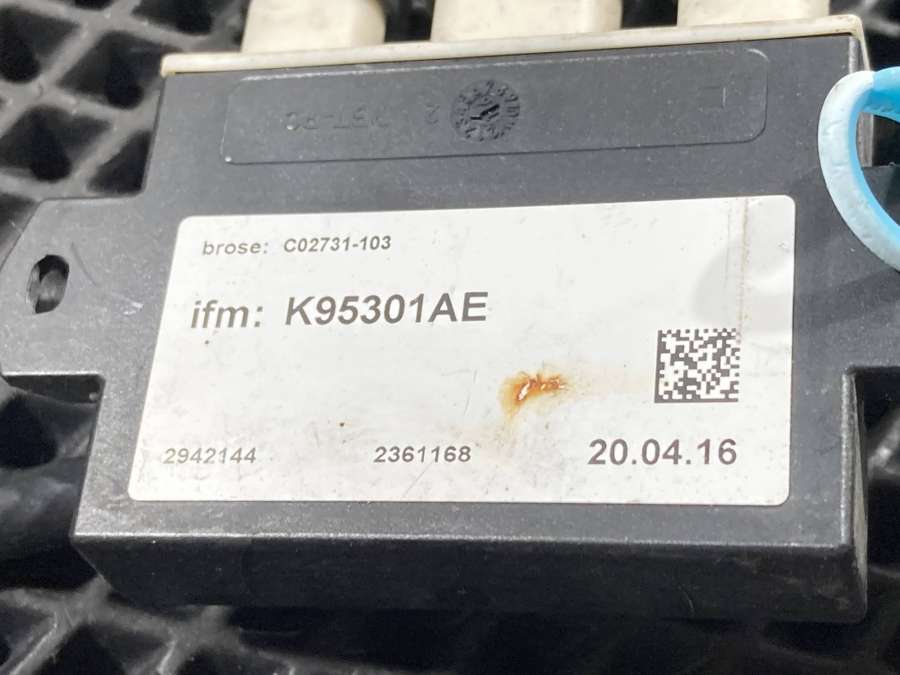 brose: C02731-103
ifm: K95301AE
2942144 2361168 20.04.16